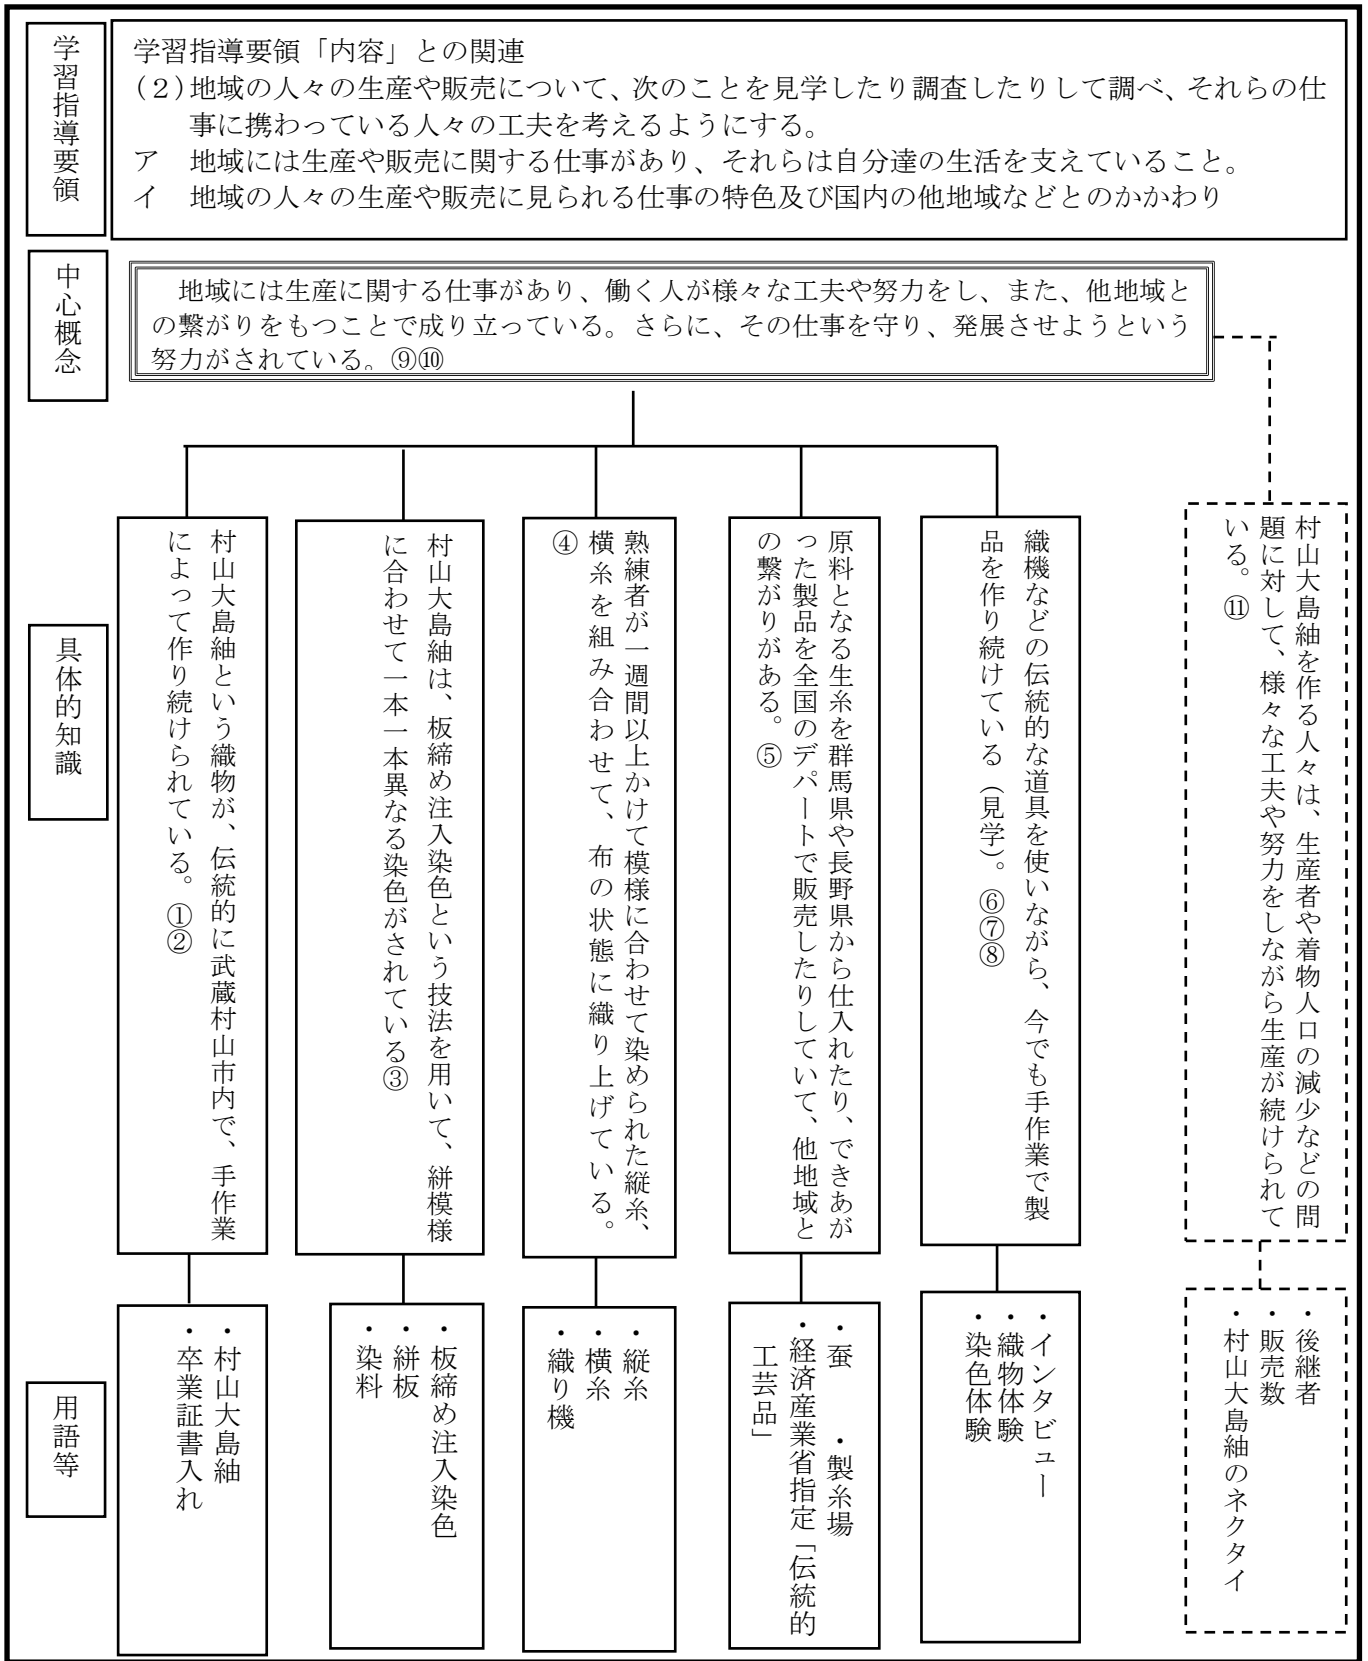 学習指導要領
学習指導要領「内容」との関連
(2)地域の人々の生産や販売について、次のことを見学したり調査したりして調べ、それらの仕
事に携わっている人々の工夫を考えるようにする。
ア　地域には生産や販売に関する仕事があり、それらは自分達の生活を支えていること。
イ　地域の人々の生産や販売に見られる仕事の特色及び国内の他地域などとのかかわり
中心概念
地域には生産に関する仕事があり、働く人が様々な工夫や努力をし、また、他地域と
の繋がりをもつことで成り立っている。さらに、その仕事を守り、発展させようという
努力がされている。⑨⑩
具体的知識
村山大島紬という織物が、伝統的に武蔵村山市内で、手作業
によって作り続けられている。①②
村山大島紬は、板締め注入染色という技法を用いて、絣模様
に合わせて一本一本異なる染色がされている③
熟練者が一週間以上かけて模様に合わせて染められた縦糸、
横糸を組み合わせて、布の状態に織り上げている。
④
原料となる生糸を群馬県や長野県から仕入れたり、できあが
った製品を全国のデパートで販売したりしていて、他地域と
の繋がりがある。⑤
織機などの伝統的な道具を使いながら、今でも手作業で製
品を作り続けている（見学）。⑥⑦⑧
村山大島紬を作る人々は、生産者や着物人口の減少などの問
題に対して、様々な工夫や努力をしながら生産が続けられて
いる。⑪
用語等
・村山大島紬
・卒業証書入れ
・板締め注入染色
・絣板
・染料
・縦糸
・横糸
・織り機
・蚕　・製糸場
・経済産業省指定「伝統的
工芸品」
・インタビュー
・織物体験
・染色体験
・後継者
・販売数
・村山大島紬のネクタイ